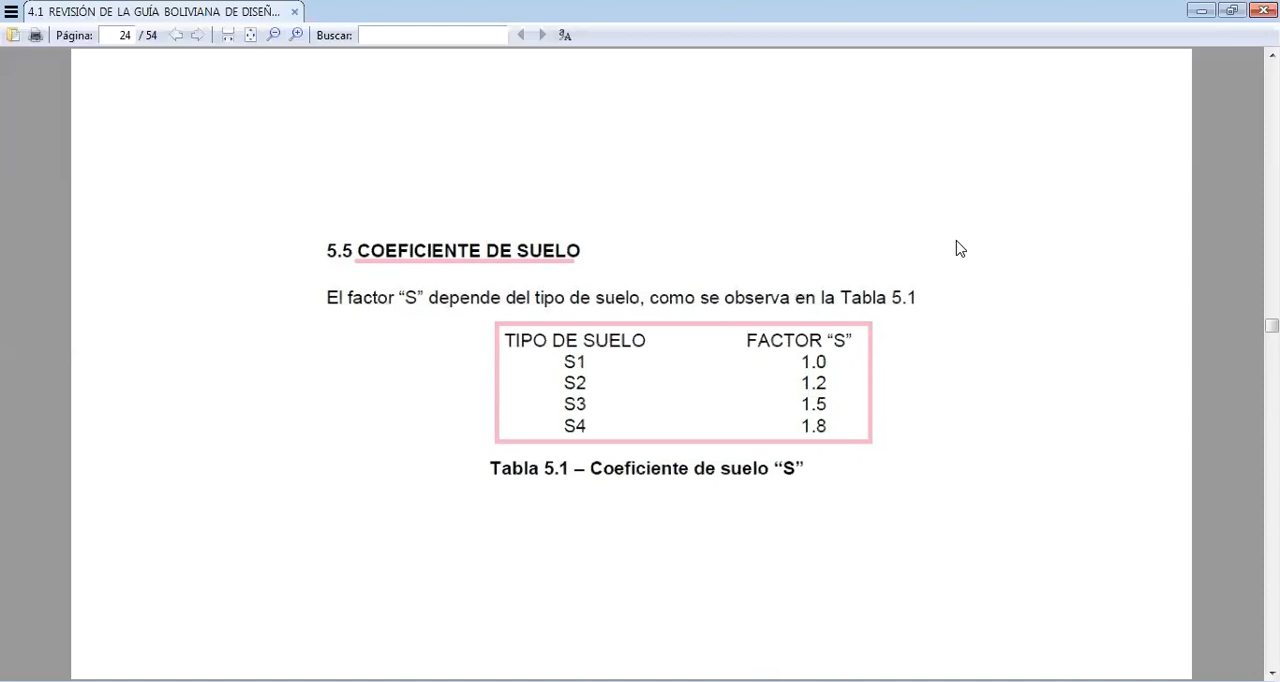 4.1 REVISIÓN DE LA GUÍA BOLIVIANA DE DISEÑ...
Página: 24 / 54 Buscar:
5.5 COEFICIENTE DE SUELO
El factor “S” depende del tipo de suelo, como se observa en la Tabla 5.1
TIPO DE SUELO FACTOR “S”
S1 1.0
S2 1.2
S3 1.5
S4 1.8
Tabla 5.1 – Coeficiente de suelo “S”